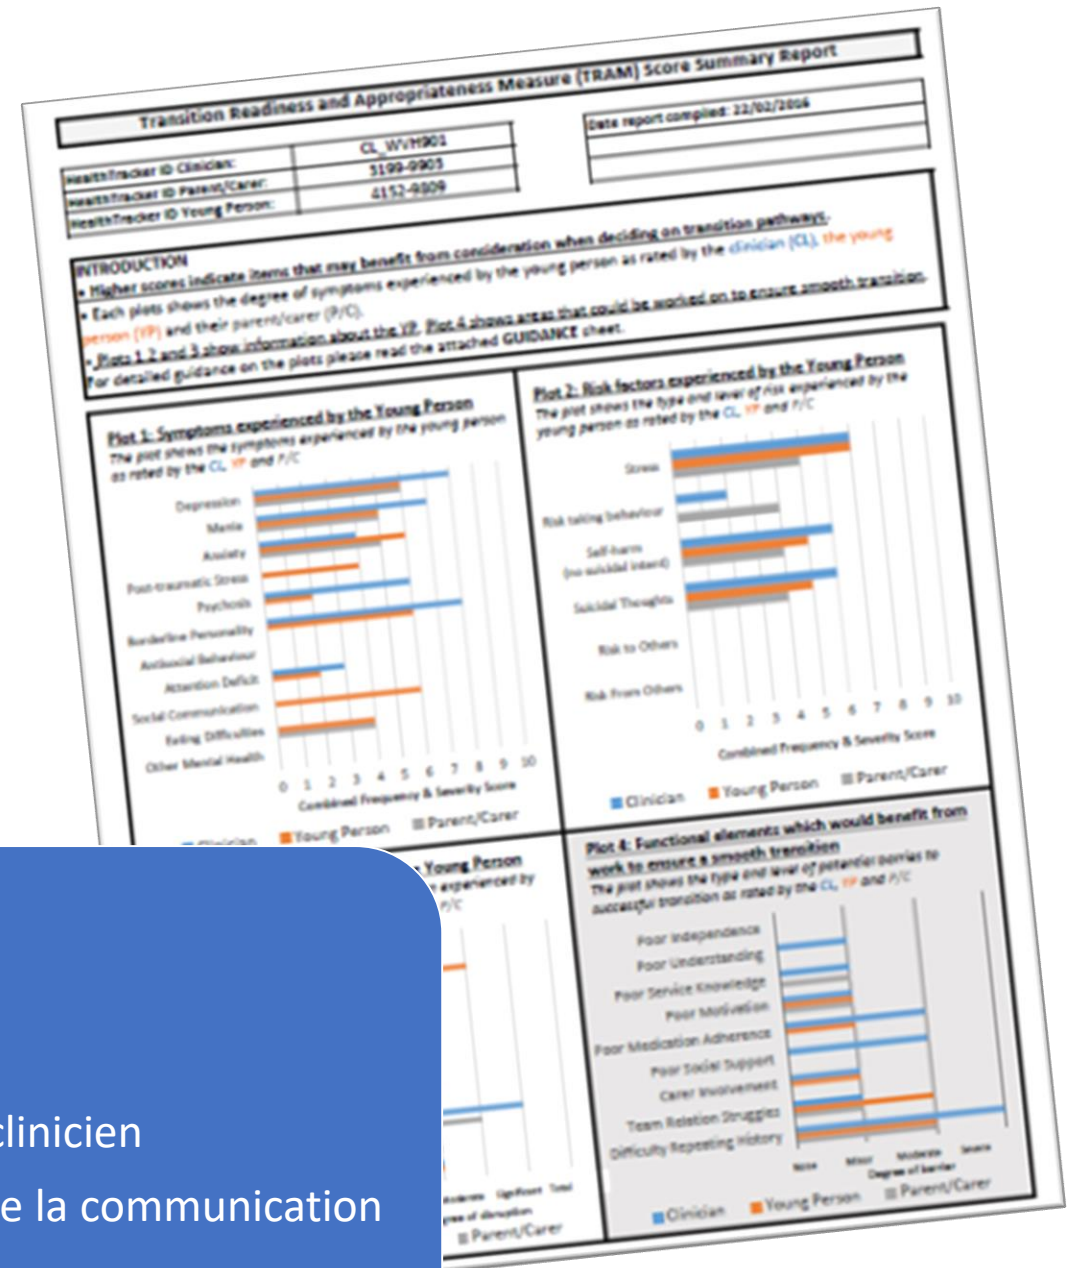 Transition Readiness and Appropriateness Measure (TRAM) Score Summary Report
HealthTracker ID Clinician: CL_WVH901
HealthTracker ID Parent/Carer: 3199-9903
HealthTracker ID Young Person: 4152-9809
Date report compiled: 22/02/2016
INTRODUCTION
• Higher scores indicate items that may benefit from consideration when deciding on transition pathways.
• Each plots shows the degree of symptoms experienced by the young person as rated by the clinician (CL), the young
person (YP) and their parent/carer (P/C).
• Plots 1 2 and 3 show information about the YP. Plot 4 shows areas that could be worked on to ensure smooth transition.
For detailed guidance on the plots please read the attached GUIDANCE sheet.
Plot 1: Symptoms experienced by the Young Person
The plot shows the symptoms experienced by the young person
as rated by the CL, YP and P/C
Depression
Mania
Anxiety
Post-traumatic Stress
Psychosis
Borderline Personality
Antisocial Behaviour
Attention Deficit
Social Communication
Eating Difficulties
Other Mental Health
0 1 2 3 4 5 6 7 8 9 10
Combined Frequency & Severity Score
Clinician Young Person Parent/Carer
Plot 2: Risk factors experienced by the Young Person
The plot shows the type and level of risk experienced by the
young person as rated by the CL, YP and P/C
Stress
Risk taking behaviour
Self-harm
(no suicidal intent)
Suicidal Thoughts
Risk to Others
Risk From Others
0 1 2 3 4 5 6 7 8 9 10
Combined Frequency & Severity Score
Clinician Young Person Parent/Carer
Young Person
experienced by
P/C
Moderate Significant Total
degree of disruption
Parent/Carer
Plot 4: Functional elements which would benefit from
work to ensure a smooth transition
The plot shows the type and level of potential barries to
successful transition as rated by the CL, YP and P/C
Poor Independence
Poor Understanding
Poor Service Knowledge
Poor Motivation
Poor Medication Adherence
Poor Social Support
Carer Involvement
Team Relation Struggles
Difficulty Repeating History
None Minor Moderate Severe
Degree of barrier
Clinician Young Person Parent/Carer
clinicien
e la communication